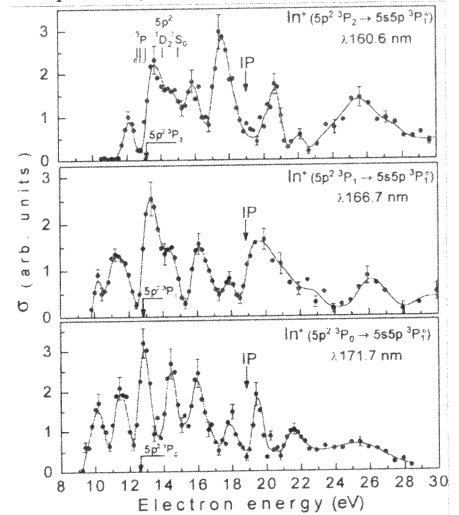 5p²
³P ¹D₂ ¹S₀
In⁺ (5p² ³P₂ → 5s5p ³P₁°)
λ160.6 nm
IP
5p² ³P₂
3
2
1
0
In⁺ (5p² ³P₁ → 5s5p ³P₁°)
λ166.7 nm
IP
3
2
1
0
σ (arb. units)
In⁺ (5p² ³P₀ → 5s5p ³P₁°)
λ171.7 nm
IP
5p² ³P₀
3
2
1
0
8 10 12 14 16 18 20 22 24 26 28 30
Electron energy (eV)